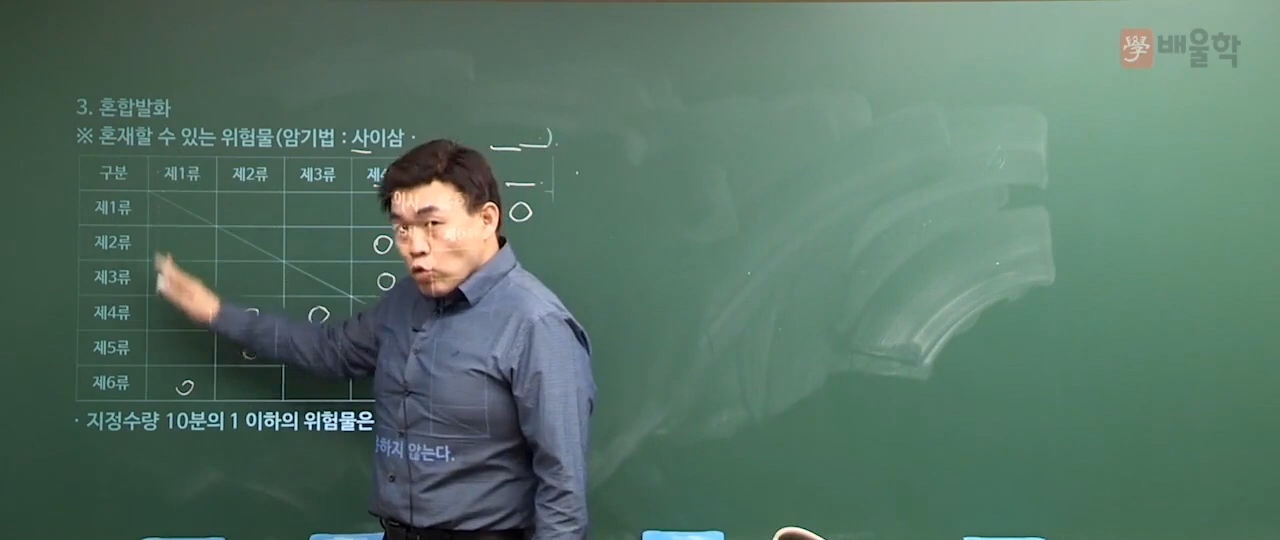 學 배울학
3. 혼합발화
※ 혼재할 수 있는 위험물(암기법 : 사이삼 · )
구분 제1류 제2류 제3류
제1류 ○
제2류 ○
제3류 ○
제4류 ○ ○
제5류 ○
제6류 ○
· 지정수량 10분의 1 이하의 위험물은
하지 않는다.